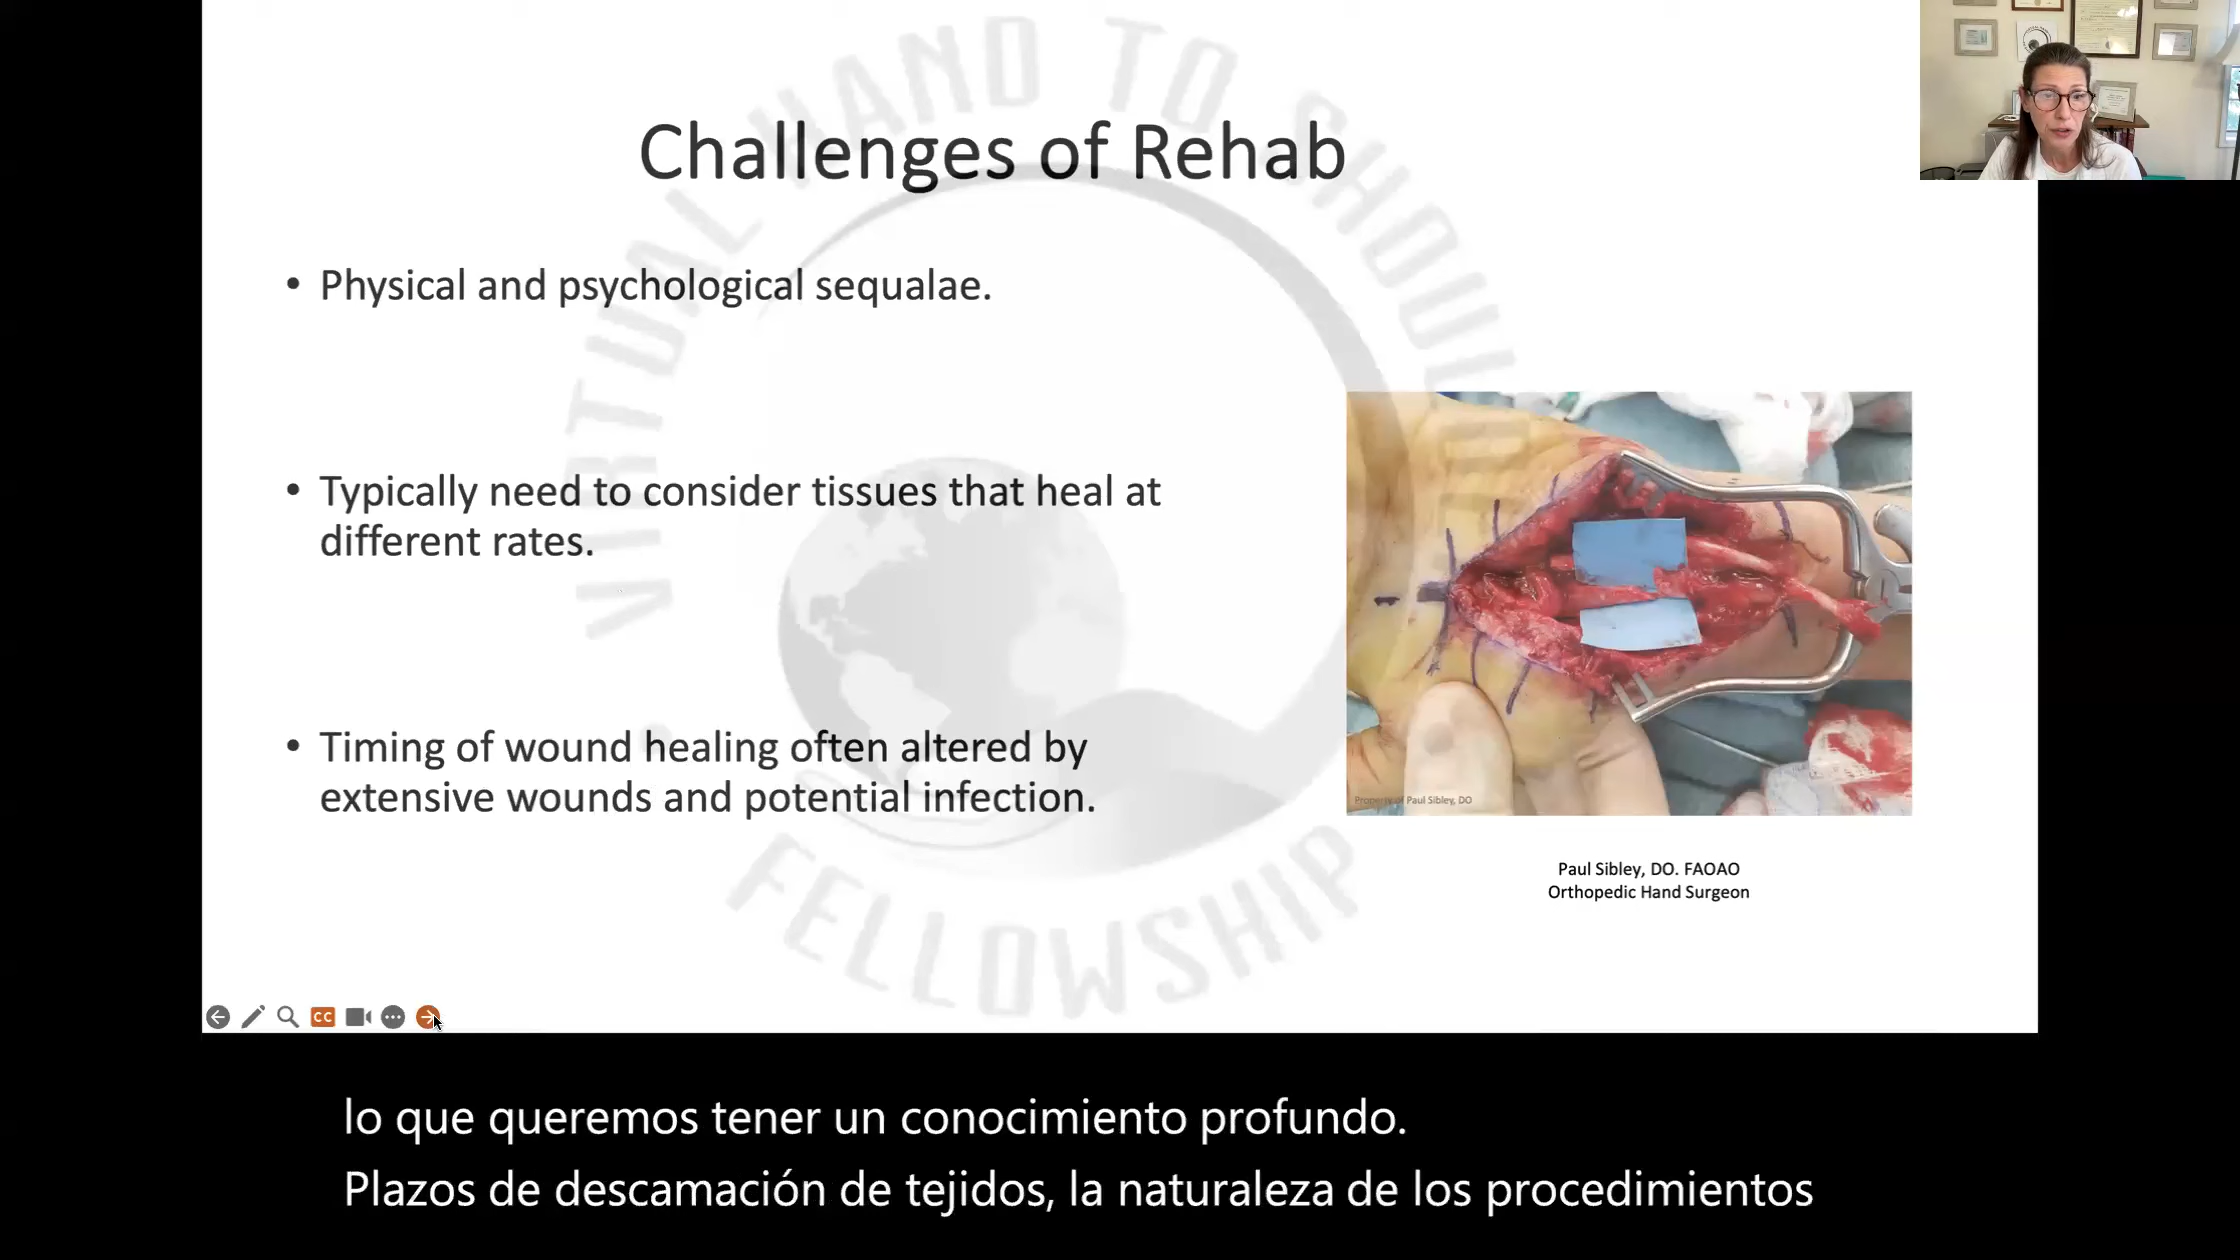 VIRTUAL HAND TO SHOUL
Challenges of Rehab
• Physical and psychological sequalae.
• Typically need to consider tissues that heal at
different rates.
• Timing of wound healing often altered by
extensive wounds and potential infection.
Property of Paul Sibley, DO
Paul Sibley, DO. FAOAO
Orthopedic Hand Surgeon
FELLOWSHIP
CC
lo que queremos tener un conocimiento profundo.
Plazos de descamación de tejidos, la naturaleza de los procedimientos